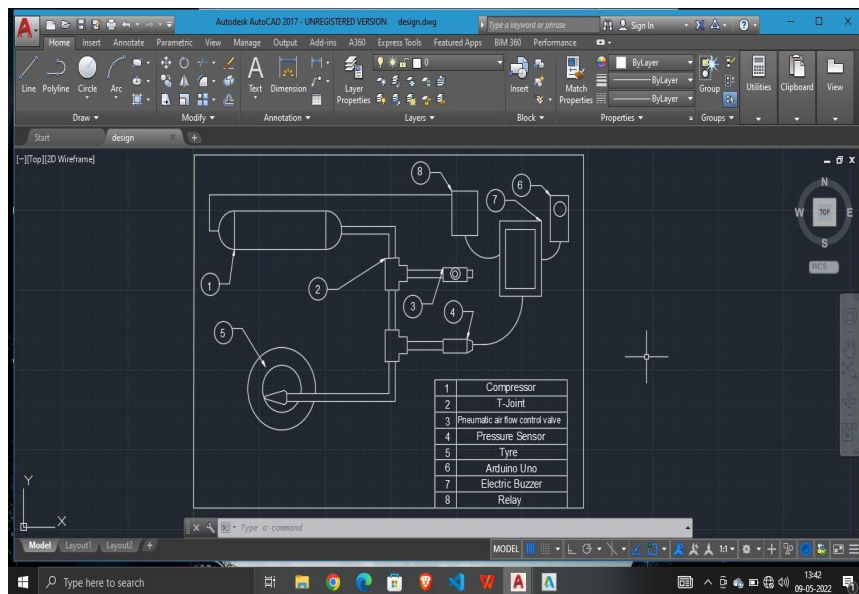 Autodesk AutoCAD 2017 - UNREGISTERED VERSION design.dwg
Type a keyword or phrase
Sign In
Home Insert Annotate Parametric View Manage Output Add-ins A360 Express Tools Featured Apps BIM 360 Performance
0
ByLayer
ByLayer
ByLayer
Line Polyline Circle Arc
Text Dimension
Layer Properties
Insert
Match Properties
Group
Utilities Clipboard View
Draw Modify Annotation Layers Block Properties Groups
Start design
[−][Top][2D Wireframe]
N
W TOP E
S
WCS
8
6
7
1
2
3
4
5
1 Compressor
2 T-Joint
3 Pneumatic air flow control valve
4 Pressure Sensor
5 Tyre
6 Arduino Uno
7 Electric Buzzer
8 Relay
Y
X
Type a command
Model Layout1 Layout2 +
MODEL
1:1
Type here to search
13:42
09-05-2022